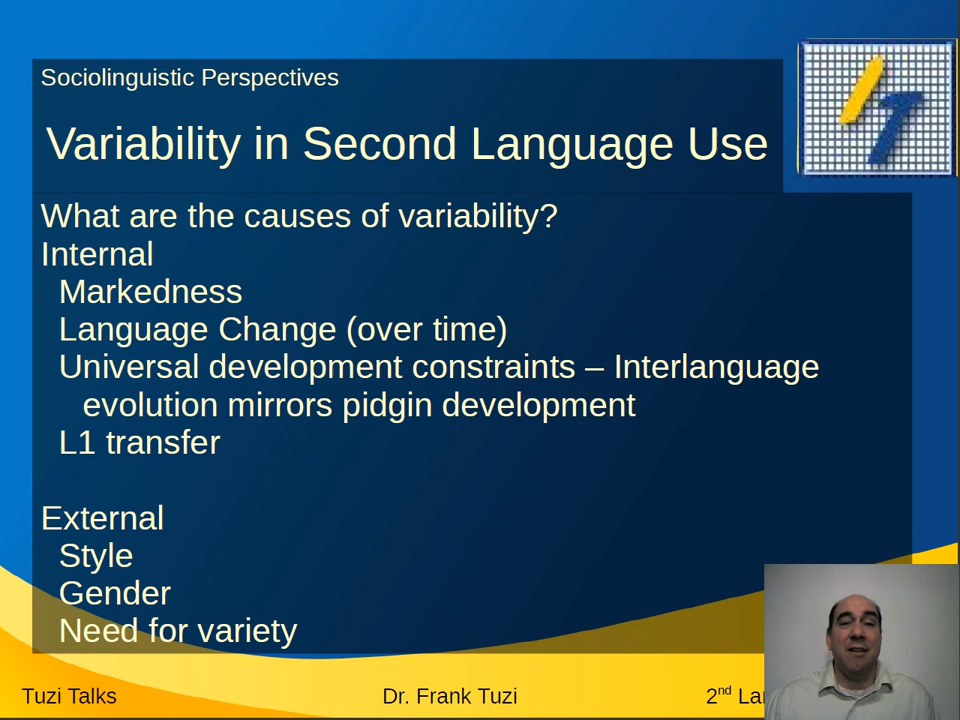 Sociolinguistic Perspectives
Variability in Second Language Use
What are the causes of variability?
Internal
Markedness
Language Change (over time)
Universal development constraints – Interlanguage
evolution mirrors pidgin development
L1 transfer
External
Style
Gender
Need for variety
Tuzi Talks
Dr. Frank Tuzi
2nd